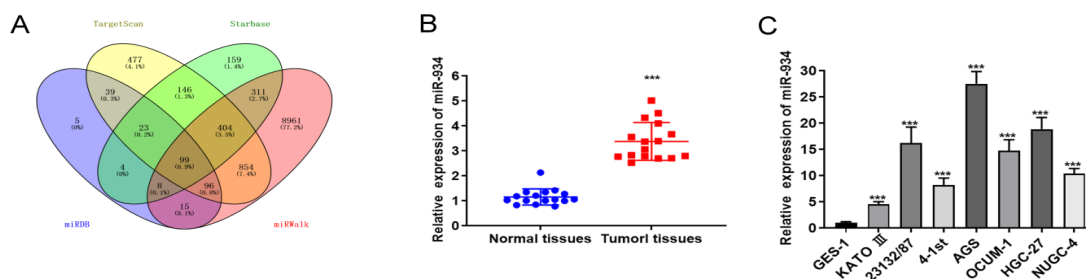 A
TargetScan
Starbase
477
(4.1%)
159
(1.4%)
39
(0.3%)
146
(1.3%)
311
(2.7%)
5
(0%)
23
(0.2%)
404
(3.5%)
8961
(77.2%)
4
(0%)
99
(0.9%)
854
(7.4%)
8
(0.1%)
96
(0.8%)
15
(0.1%)
miRDB
miRWalk
B
Relative expression of miR-934
6
5
4
3
2
1
0
***
Normal tissues
Tumorl tissues
C
Relative expression of miR-934
30
25
20
15
10
5
0
***
***
***
***
***
***
***
GES-1
KATO Ⅲ
23132/87
4-1st
AGS
OCUM-1
HGC-27
NUGC-4